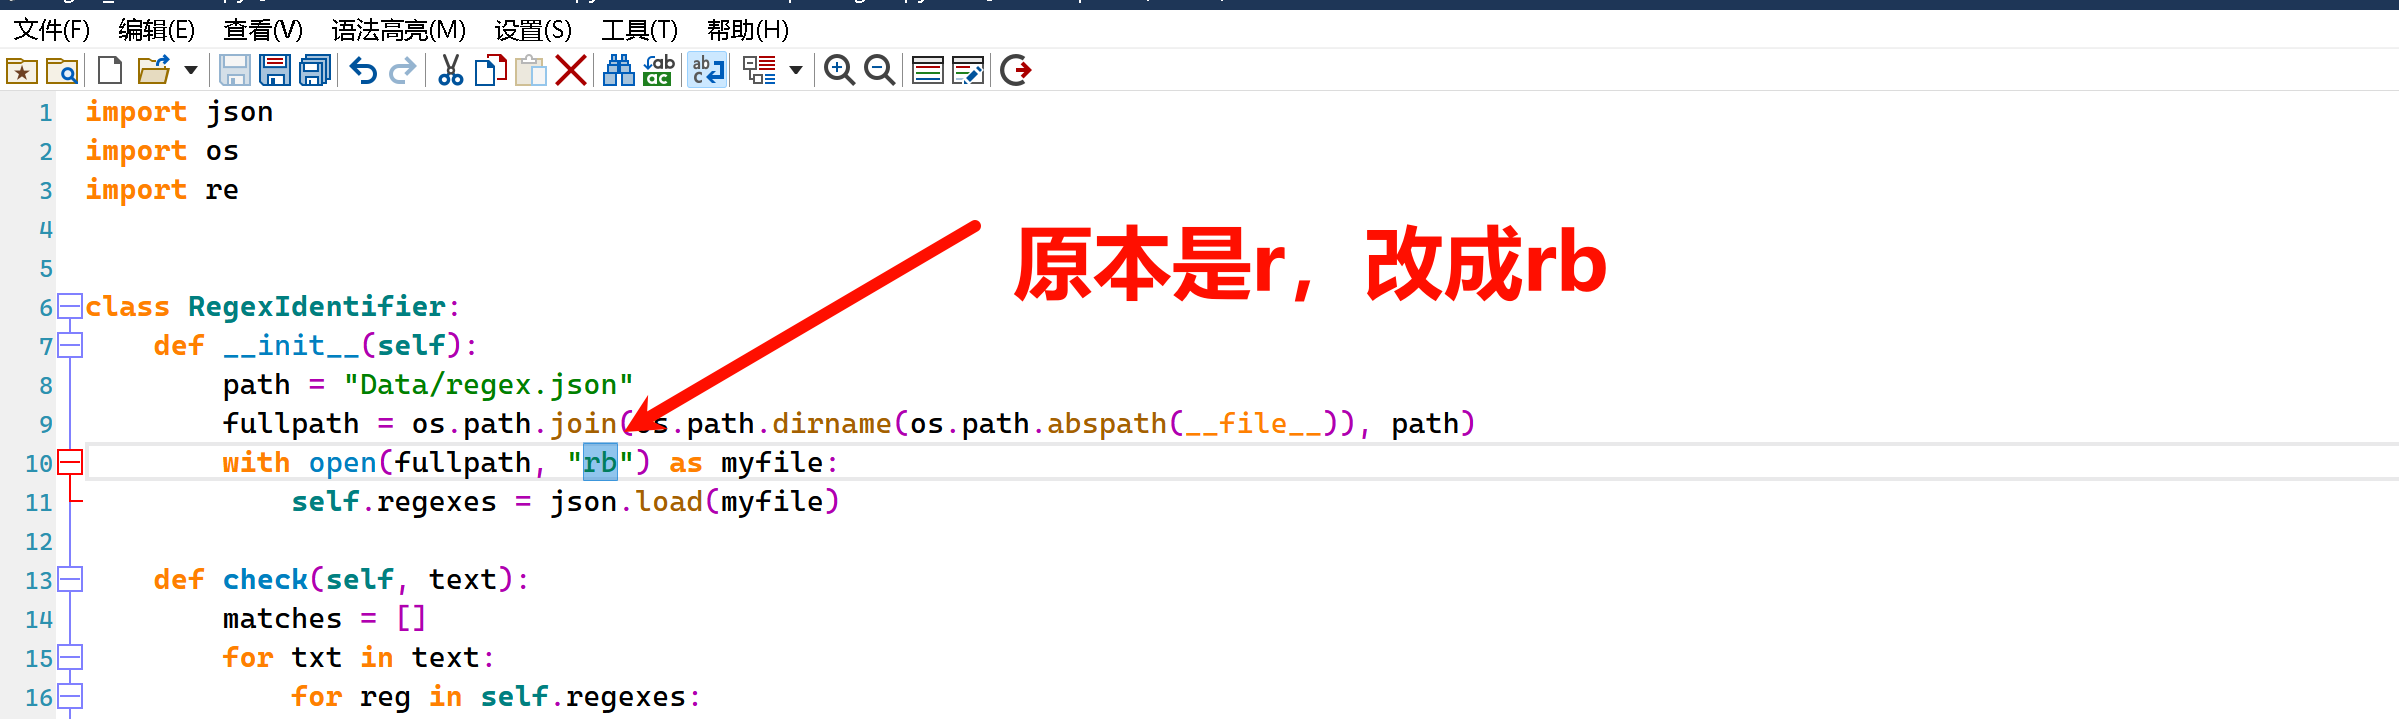 文件(F) 编辑(E) 查看(V) 语法高亮(M) 设置(S) 工具(T) 帮助(H)
1 import json
2 import os
3 import re
4
5
6 class RegexIdentifier:
7 def __init__(self):
8 path = "Data/regex.json"
9 fullpath = os.path.join(os.path.dirname(os.path.abspath(__file__)), path)
10 with open(fullpath, "rb") as myfile:
11 self.regexes = json.load(myfile)
12
13 def check(self, text):
14 matches = []
15 for txt in text:
16 for reg in self.regexes:
原本是r，改成rb